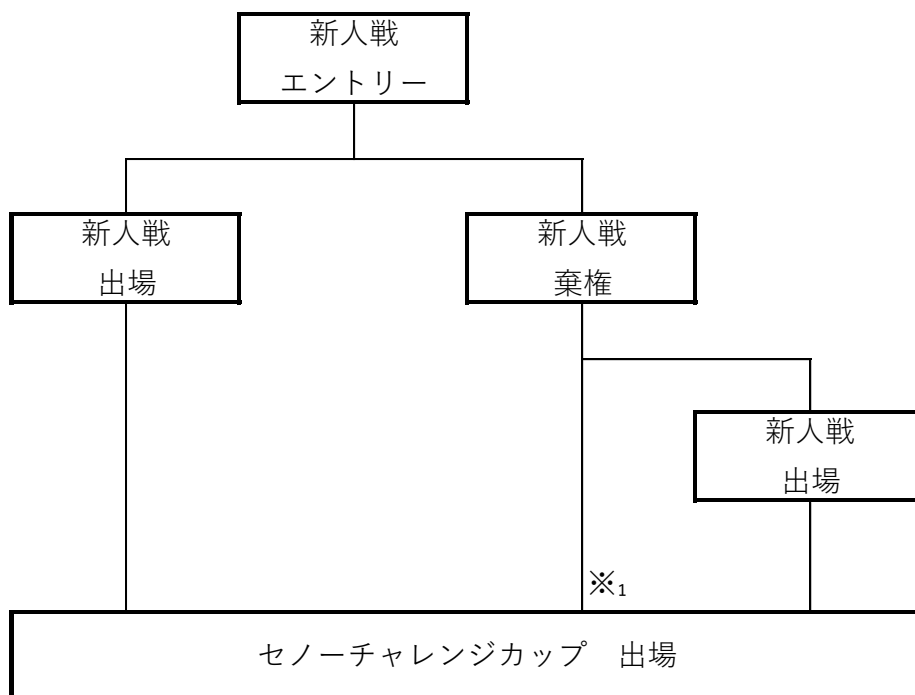 新人戦
エントリー
新人戦
出場
新人戦
棄権
新人戦
出場
※1
セノーチャレンジカップ　出場